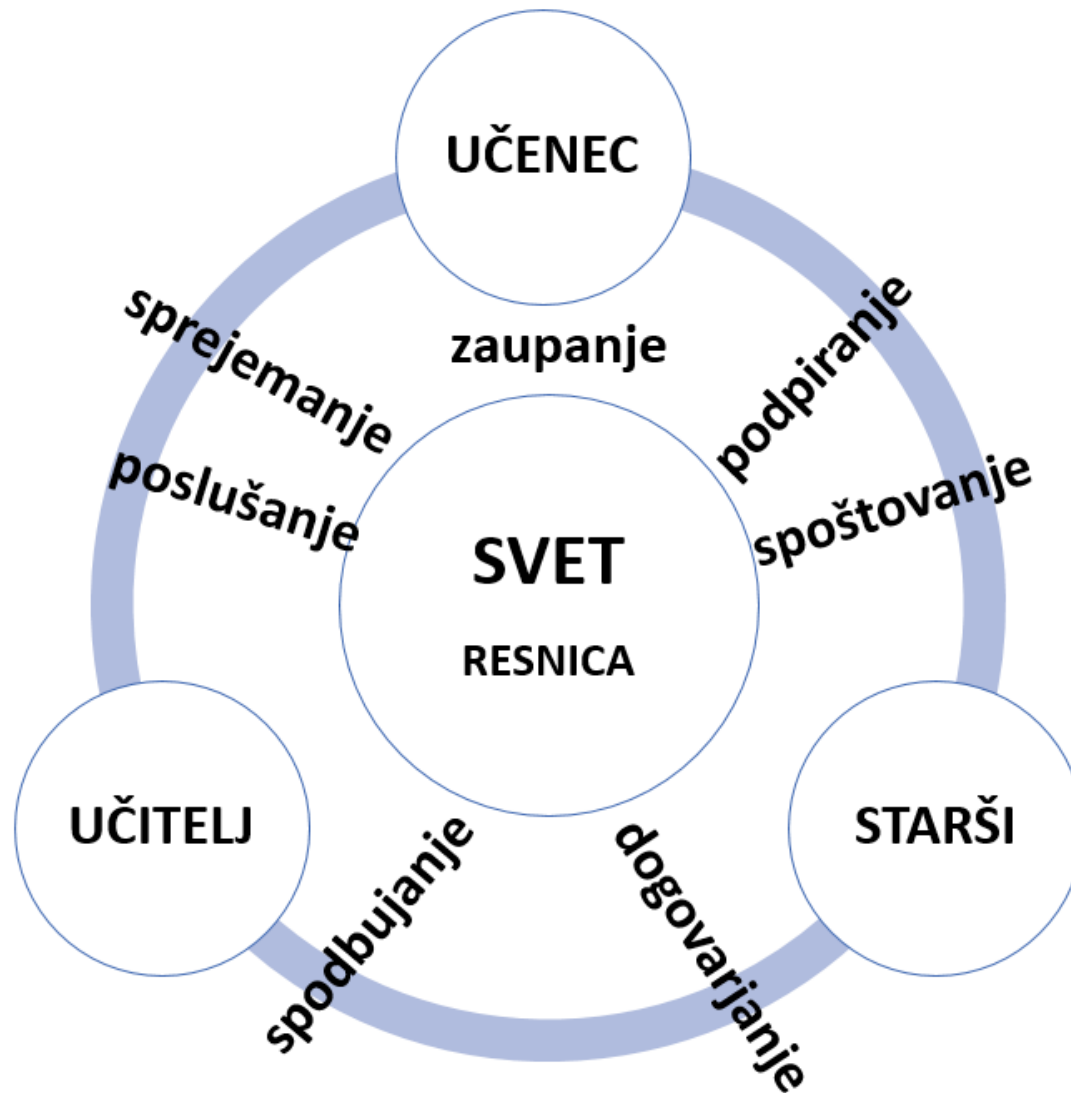 UČENEC
sprejemanje
zaupanje
podpiranje
poslušanje
spoštovanje
SVET
RESNICA
UČITELJ
STARŠI
spodbujanje
dogovarjanje